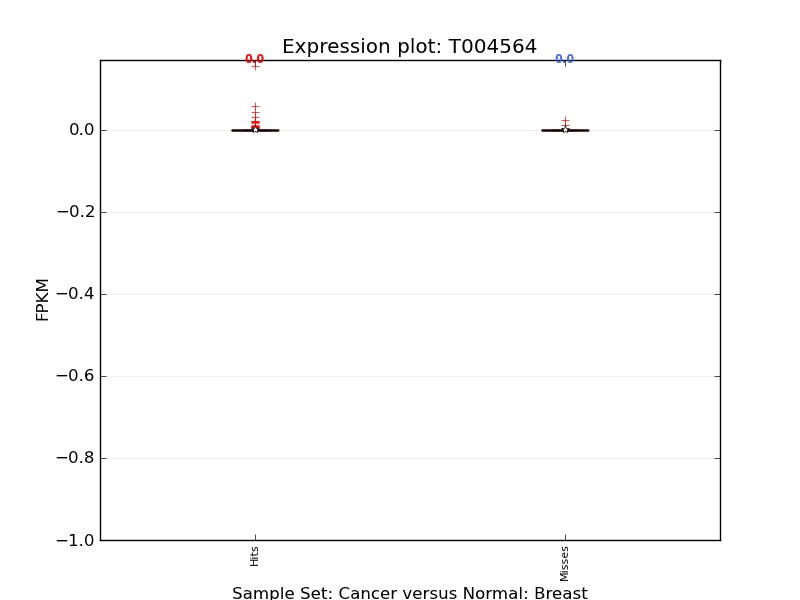 Expression plot: T004564
0.0 0.0
0.0
−0.2
−0.4
−0.6
−0.8
−1.0
FPKM
Hits
Misses
Sample Set: Cancer versus Normal: Breast